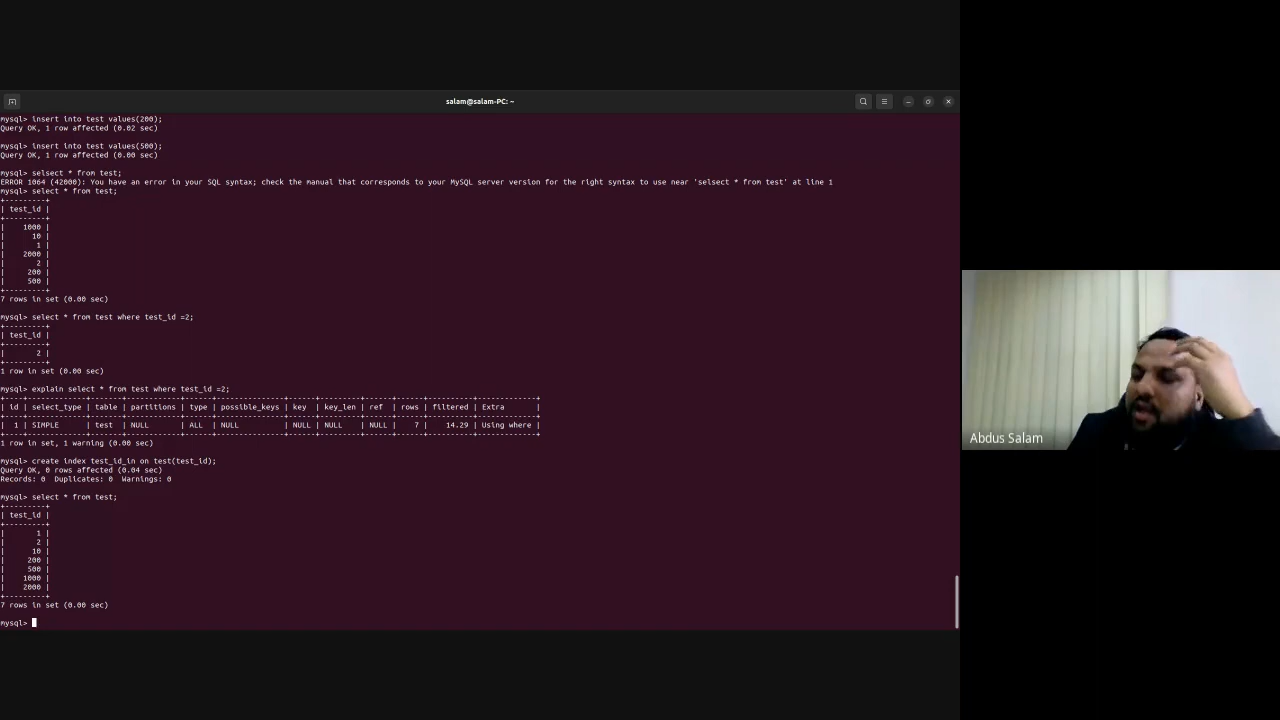 salam@salam-PC: ~
mysql> insert into test values(200);
Query OK, 1 row affected (0.02 sec)
mysql> insert into test values(500);
Query OK, 1 row affected (0.00 sec)
mysql> selsect * from test;
ERROR 1064 (42000): You have an error in your SQL syntax; check the manual that corresponds to your MySQL server version for the right syntax to use near 'selsect * from test' at line 1
mysql> select * from test;
+---------+
| test_id |
+---------+
|    1000 |
|      10 |
|       1 |
|    2000 |
|       2 |
|     200 |
|     500 |
+---------+
7 rows in set (0.00 sec)
mysql> select * from test where test_id =2;
+---------+
| test_id |
+---------+
|       2 |
+---------+
1 row in set (0.00 sec)
mysql> explain select * from test where test_id =2;
+----+-------------+-------+------------+------+---------------+------+---------+------+------+----------+-------------+
| id | select_type | table | partitions | type | possible_keys | key  | key_len | ref  | rows | filtered | Extra       |
+----+-------------+-------+------------+------+---------------+------+---------+------+------+----------+-------------+
|  1 | SIMPLE      | test  | NULL       | ALL  | NULL          | NULL | NULL    | NULL |    7 |    14.29 | Using where |
+----+-------------+-------+------------+------+---------------+------+---------+------+------+----------+-------------+
1 row in set, 1 warning (0.00 sec)
mysql> create index test_id_in on test(test_id);
Query OK, 0 rows affected (0.04 sec)
Records: 0  Duplicates: 0  Warnings: 0
mysql> select * from test;
+---------+
| test_id |
+---------+
|       1 |
|       2 |
|      10 |
|     200 |
|     500 |
|    1000 |
|    2000 |
+---------+
7 rows in set (0.00 sec)
mysql>
Abdus Salam